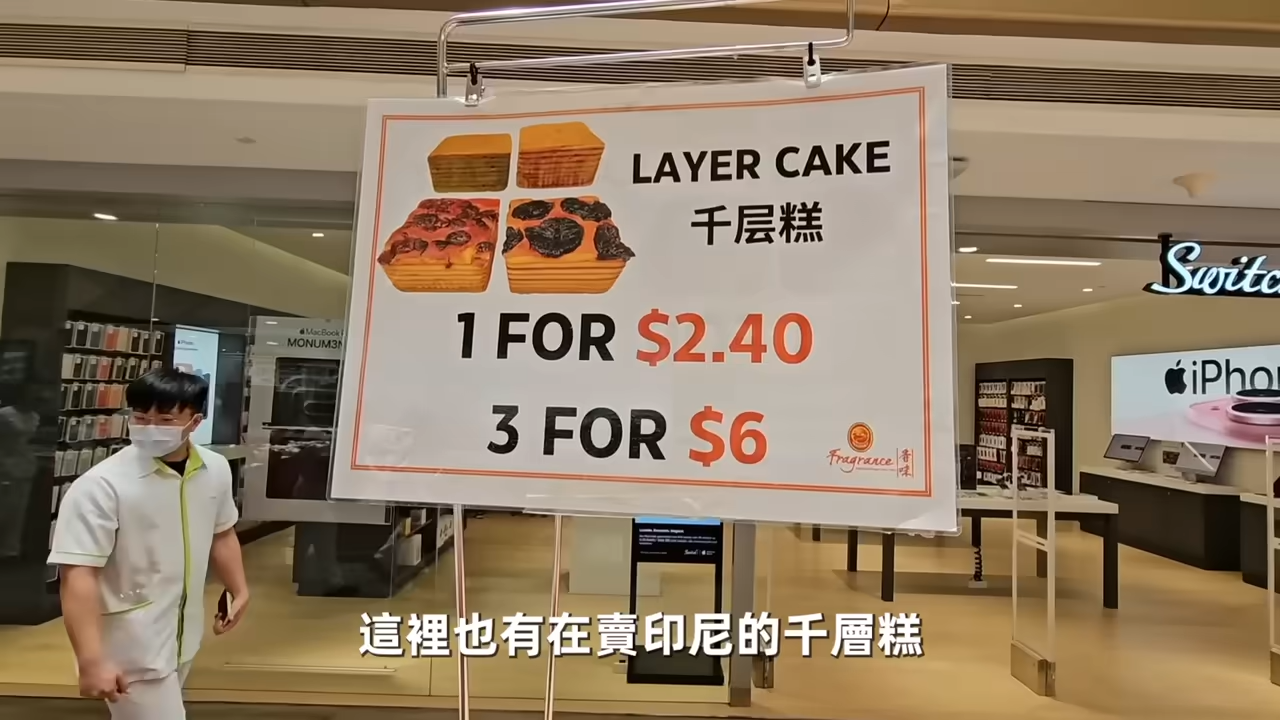 LAYER CAKE
千层糕
1 FOR $2.40
3 FOR $6
Fragrance
香味
Switch
iPhon
MacBook
MONUM3N
這裡也有在賣印尼的千層糕